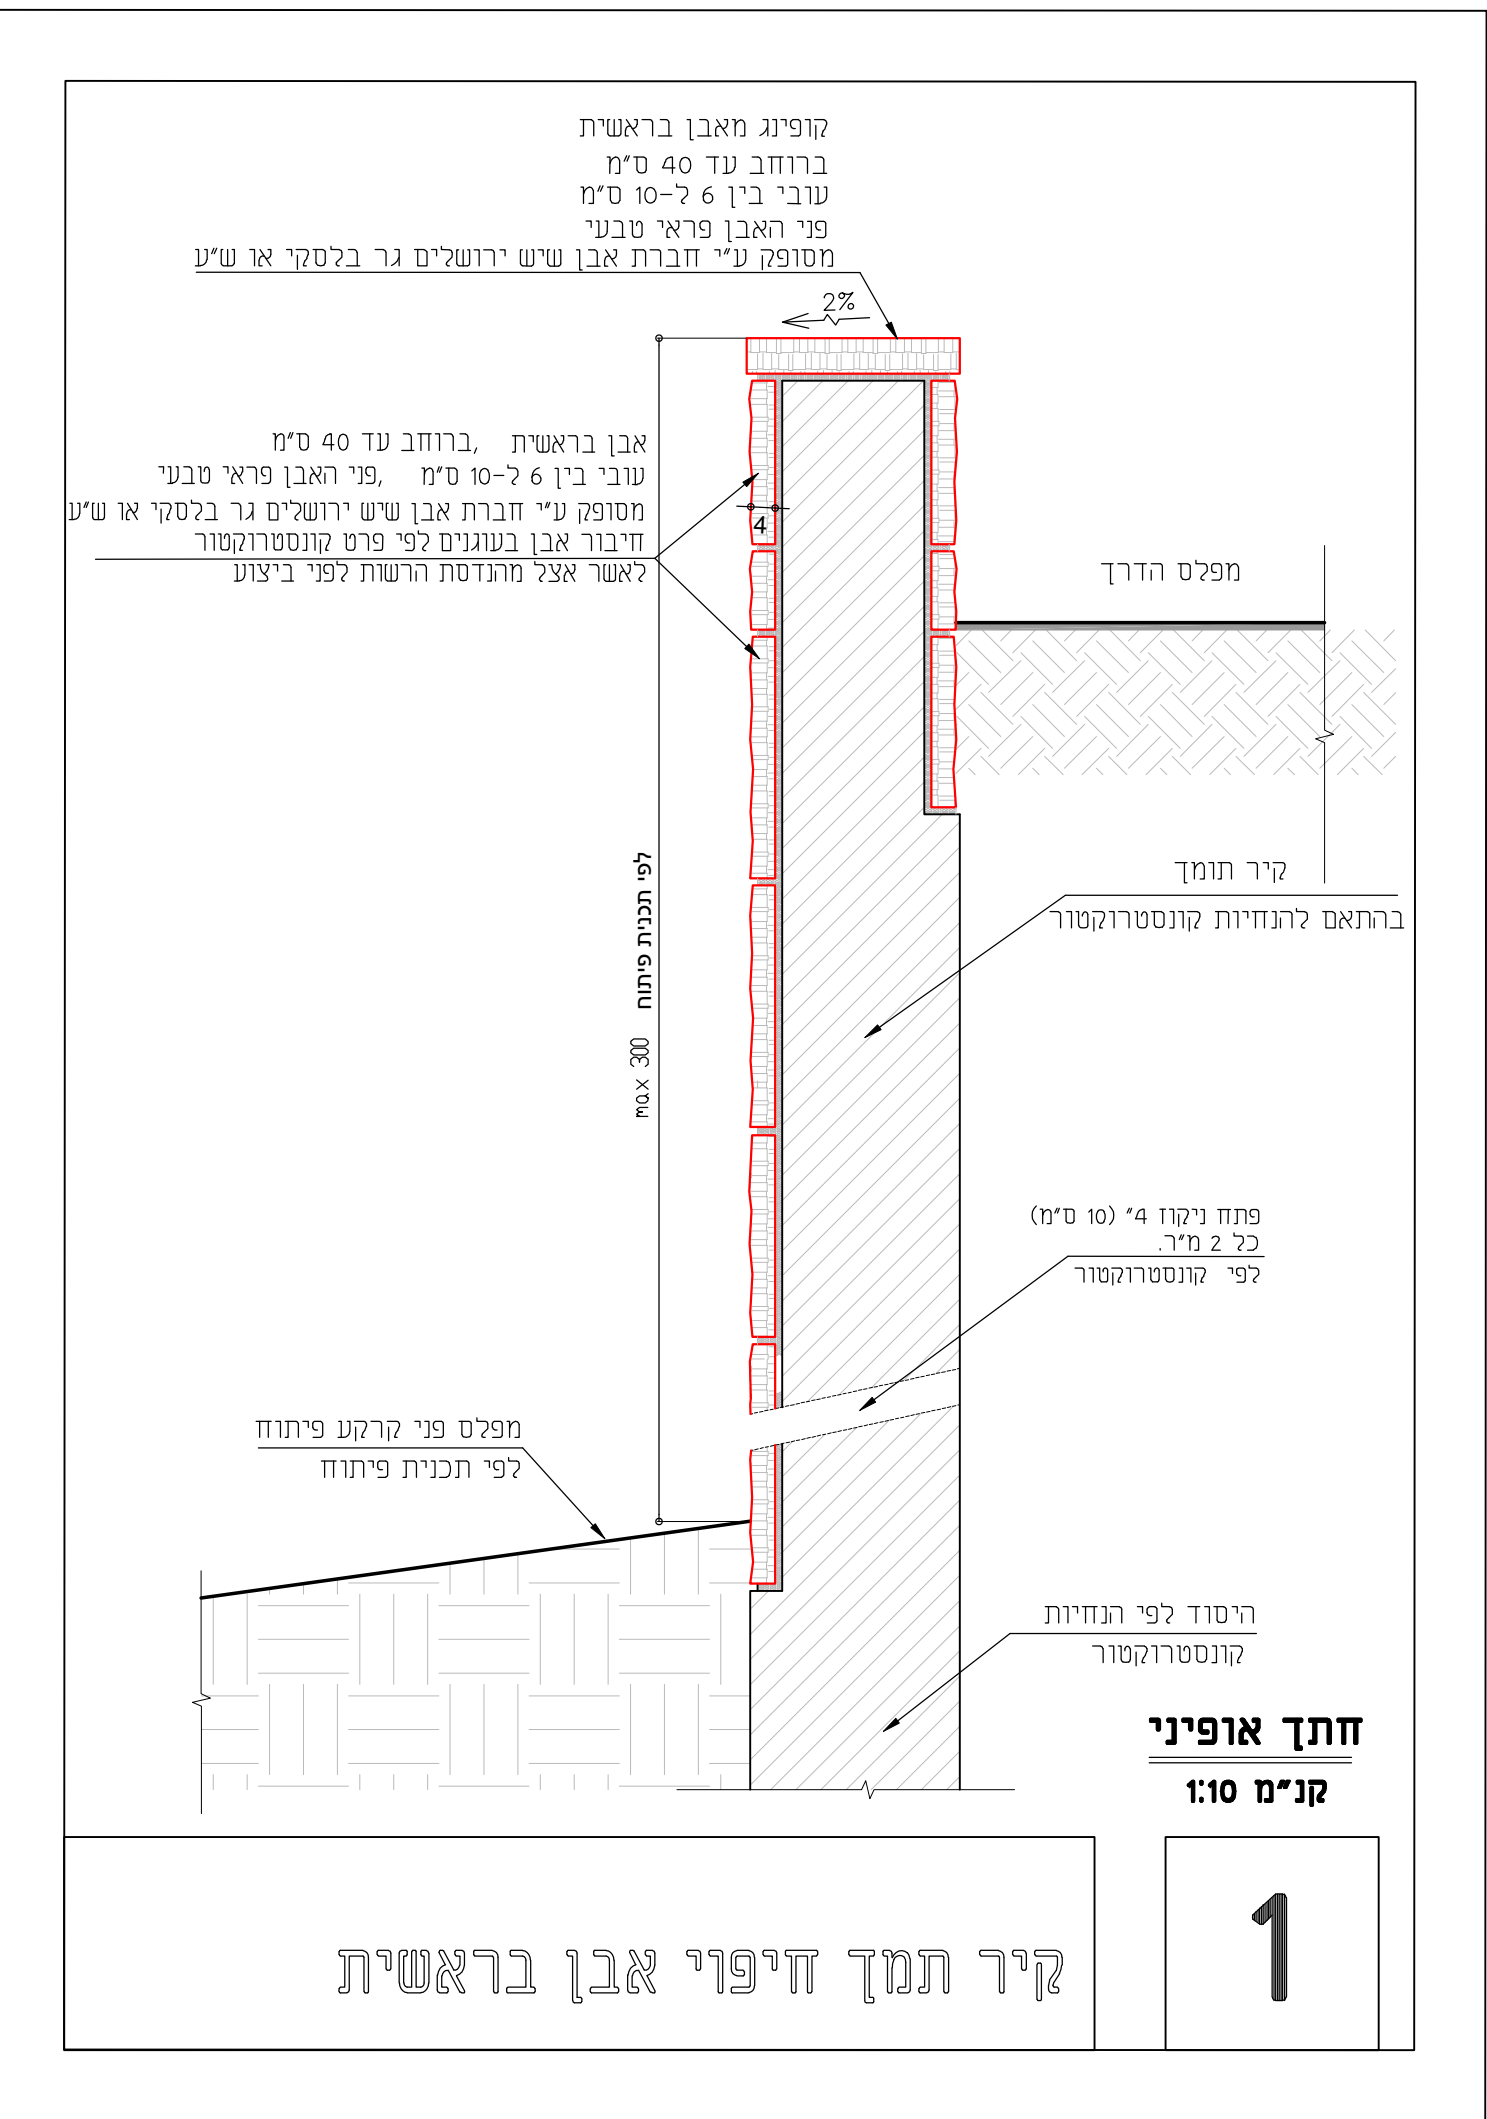 קופינג מאבן בראשית
ברוחב עד 40 ס"מ
עובי בין 6 ל-10 ס"מ
פני האבן פראי טבעי
מסופק ע"י חברת אבן שיש ירושלים גר בלסקי או ש"ע
2%
אבן בראשית ,ברוחב עד 40 ס"מ
עובי בין 6 ל-10 ס"מ ,פני האבן פראי טבעי
מסופק ע"י חברת אבן שיש ירושלים גר בלסקי או ש"ע
חיבור אבן בעוגנים לפי פרט קונסטרוקטור
לאשר אצל מהנדסת הרשות לפני ביצוע
4
מפלס הדרך
קיר תומך
בהתאם להנחיות קונסטרוקטור
max 300 לפי תכנית פיתוח
פתח ניקוז 4" (10 ס"מ)
כל 2 מ"ר.
לפי קונסטרוקטור
מפלס פני קרקע פיתוח
לפי תכנית פיתוח
היסוד לפי הנחיות
קונסטרוקטור
חתך אופיני
קנ"מ 1:10
קיר תמך חיפוי אבן בראשית
1